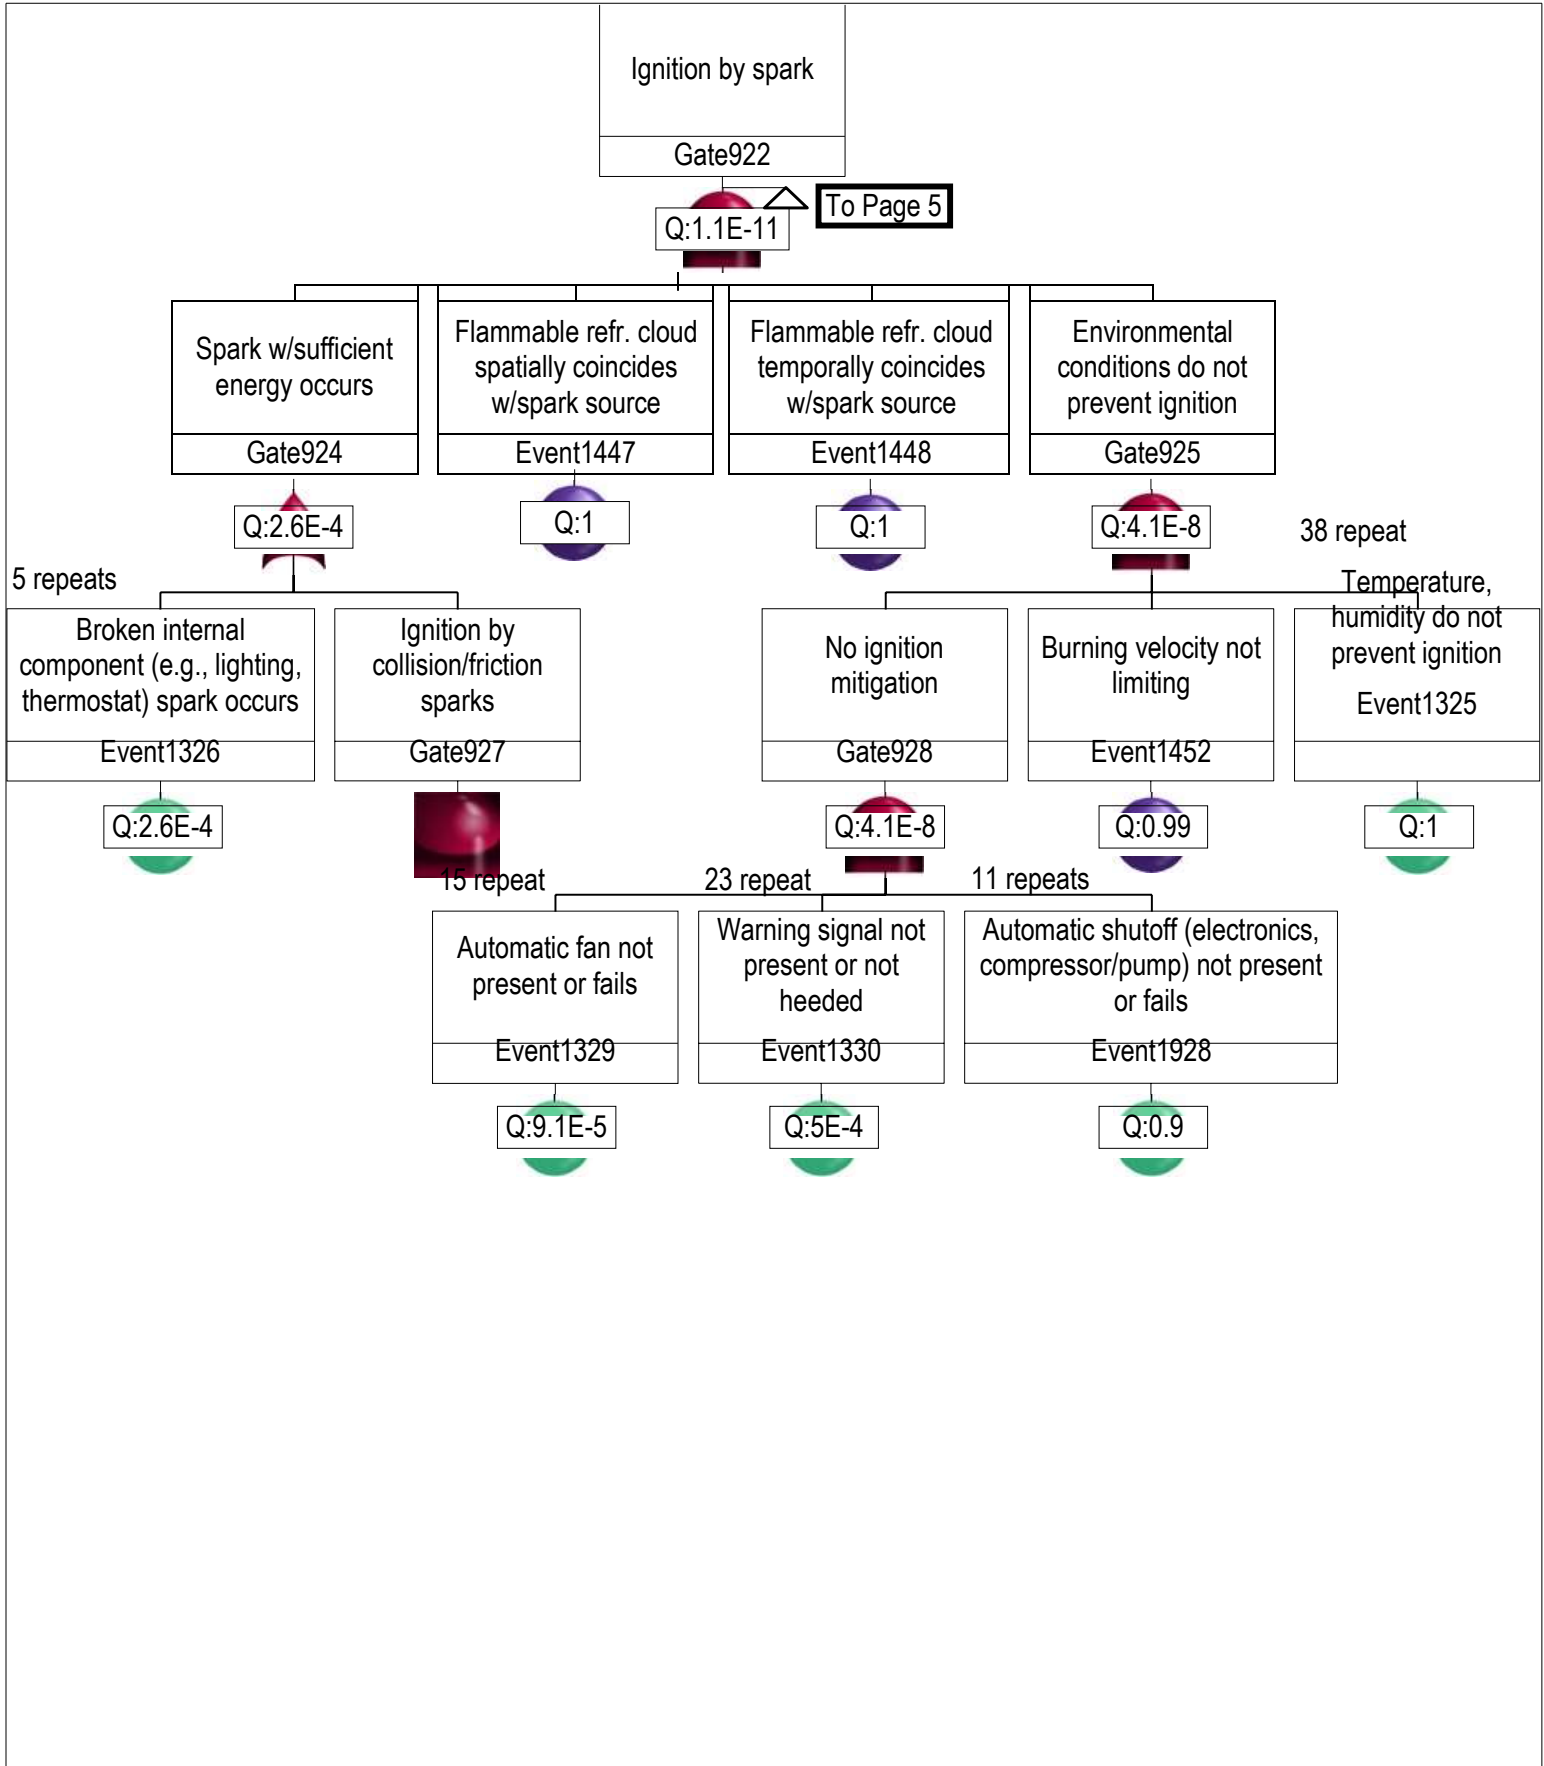 Ignition by spark
Gate922
To Page 5
Q:1.1E-11
Spark w/sufficient
energy occurs
Gate924
Flammable refr. cloud
spatially coincides
w/spark source
Event1447
Flammable refr. cloud
temporally coincides
w/spark source
Event1448
Environmental
conditions do not
prevent ignition
Gate925
Q:2.6E-4
Q:1
Q:1
Q:4.1E-8
38 repeat
5 repeats
Broken internal
component (e.g., lighting,
thermostat) spark occurs
Event1326
Ignition by
collision/friction
sparks
Gate927
No ignition
mitigation
Gate928
Burning velocity not
limiting
Event1452
Temperature,
humidity do not
prevent ignition
Event1325
Q:2.6E-4
Q:4.1E-8
Q:0.99
Q:1
15 repeat
23 repeat
11 repeats
Automatic fan not
present or fails
Event1329
Warning signal not
present or not
heeded
Event1330
Automatic shutoff (electronics,
compressor/pump) not present
or fails
Event1928
Q:9.1E-5
Q:5E-4
Q:0.9